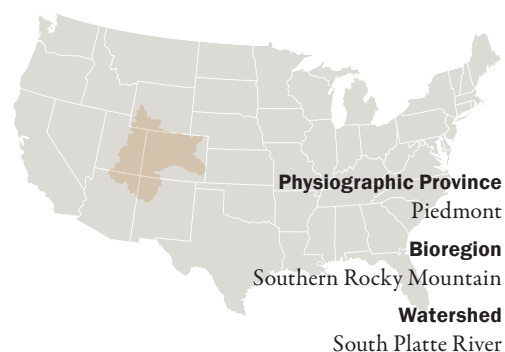 Physiographic Province
Piedmont
Bioregion
Southern Rocky Mountain
Watershed
South Platte River